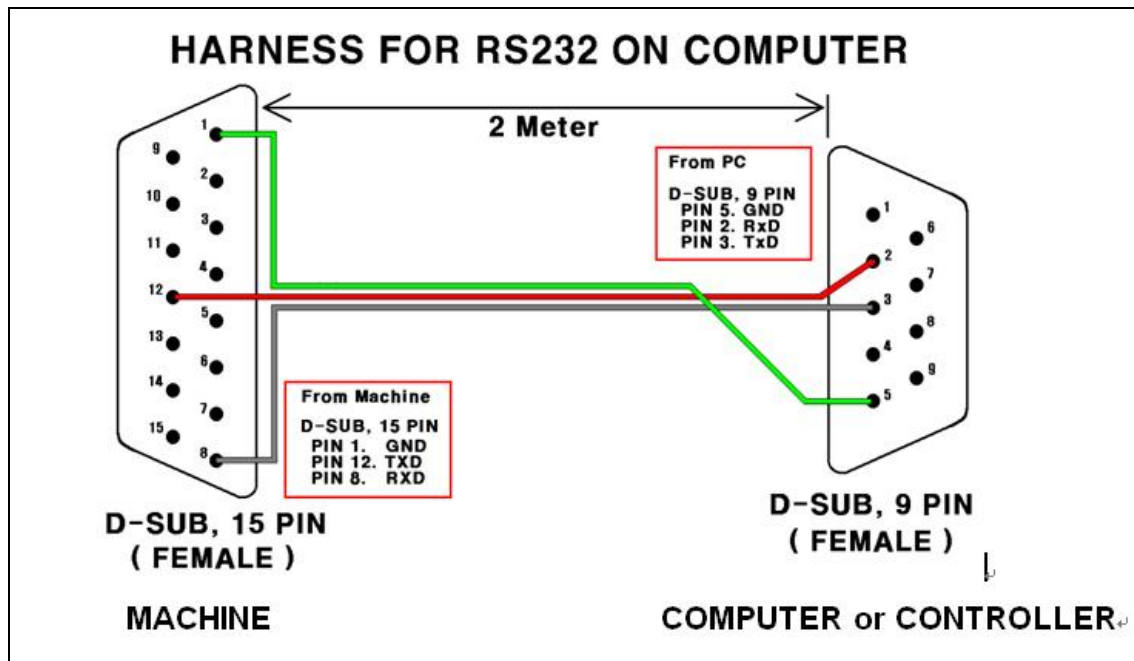 HARNESS FOR RS232 ON COMPUTER
2 Meter
1
9
2
10
3
11
4
12
5
13
6
14
7
15
8
From Machine
D-SUB, 15 PIN
PIN 1. GND
PIN 12. TXD
PIN 8. RXD
D-SUB, 15 PIN
( FEMALE )
MACHINE
From PC
D-SUB, 9 PIN
PIN 5. GND
PIN 2. RxD
PIN 3. TxD
1
6
2
7
3
8
4
9
5
D-SUB, 9 PIN
( FEMALE )
COMPUTER or CONTROLLER